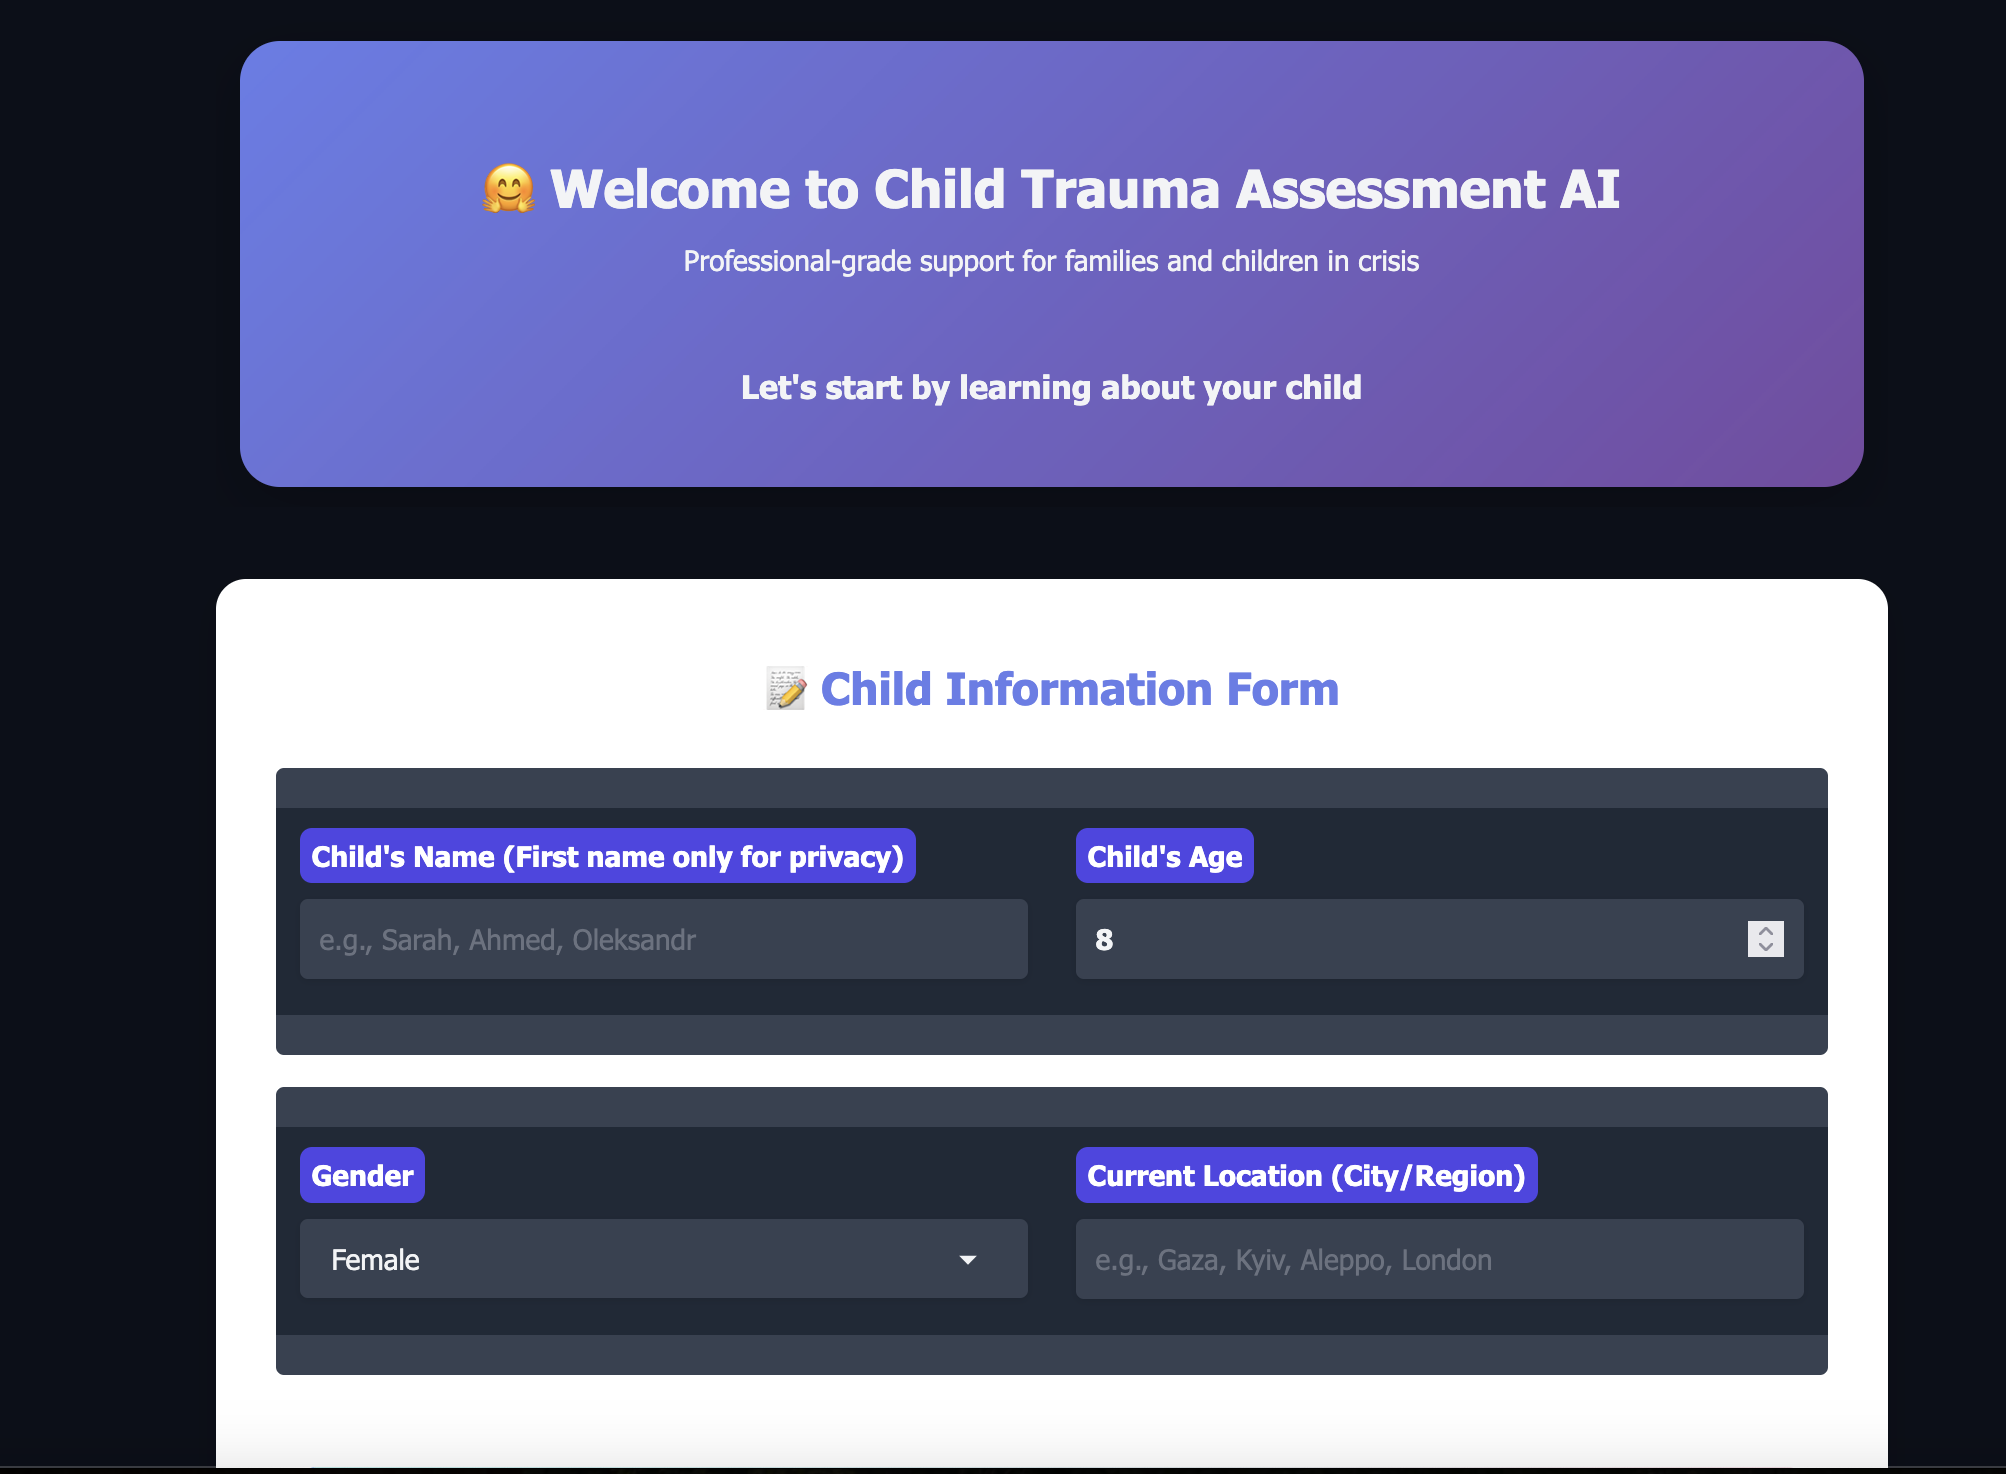 🤗 Welcome to Child Trauma Assessment AI
Professional-grade support for families and children in crisis
Let's start by learning about your child
📝 Child Information Form
Child's Name (First name only for privacy)
e.g., Sarah, Ahmed, Oleksandr
Child's Age
8
Gender
Female
Current Location (City/Region)
e.g., Gaza, Kyiv, Aleppo, London